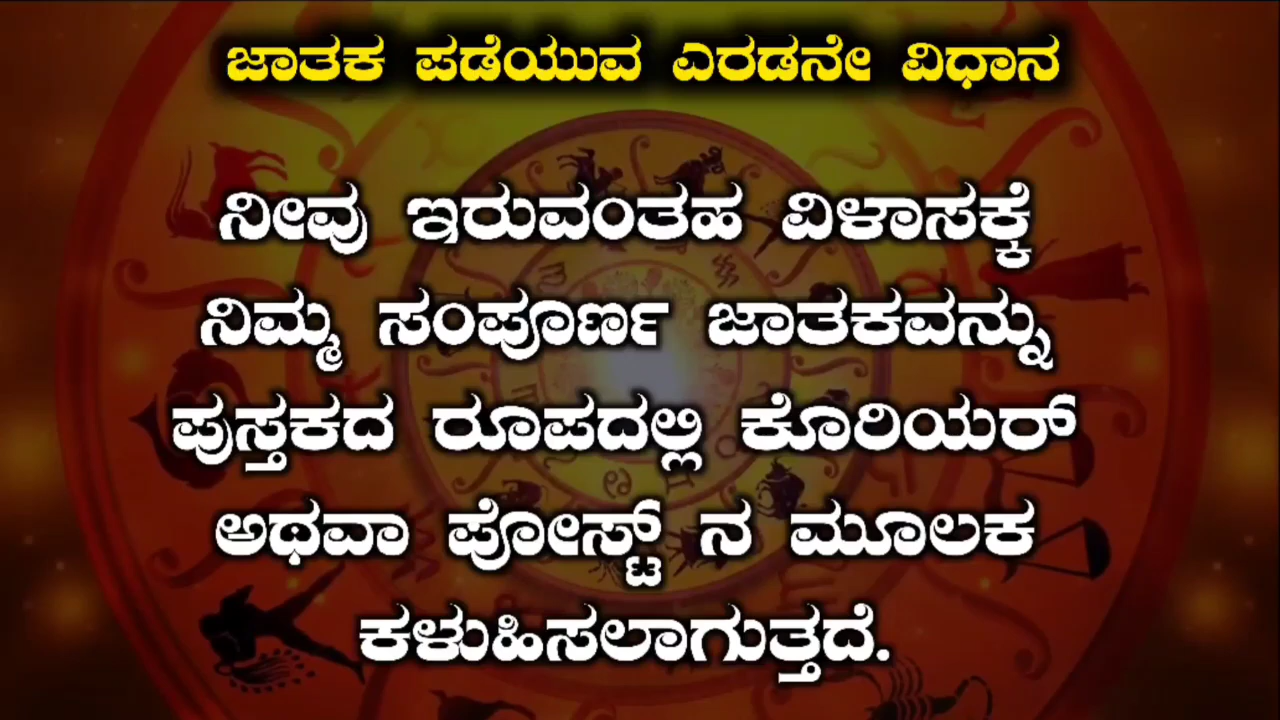 ಜಾತಕ ಪಡೆಯುವ ಎರಡನೇ ವಿಧಾನ
ನೀವು ಇರುವಂತಹ ವಿಳಾಸಕ್ಕೆ
ನಿಮ್ಮ ಸಂಪೂರ್ಣ ಜಾತಕವನ್ನು
ಪುಸ್ತಕದ ರೂಪದಲ್ಲಿ ಕೊರಿಯರ್
ಅಥವಾ ಪೋಸ್ಟ್ ನ ಮೂಲಕ
ಕಳುಹಿಸಲಾಗುತ್ತದೆ.